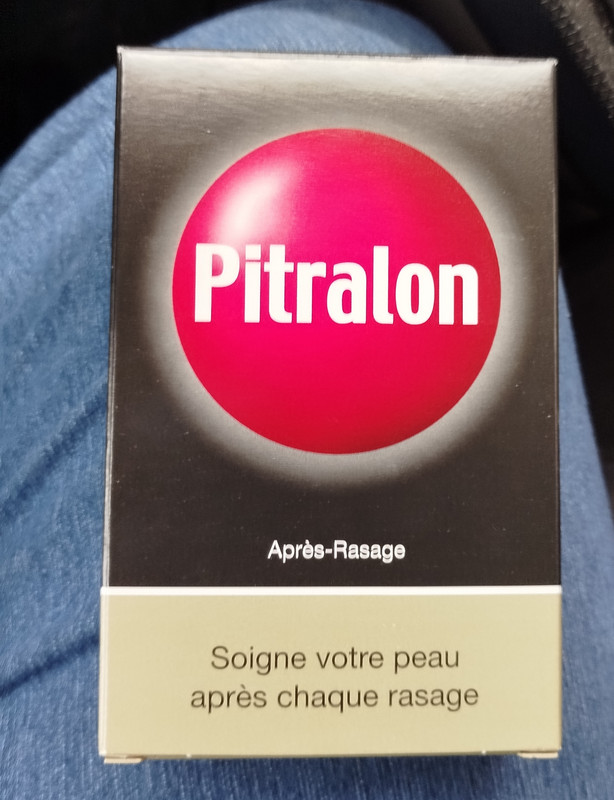 Pitralon
Après-Rasage
Soigne votre peau
après chaque rasage